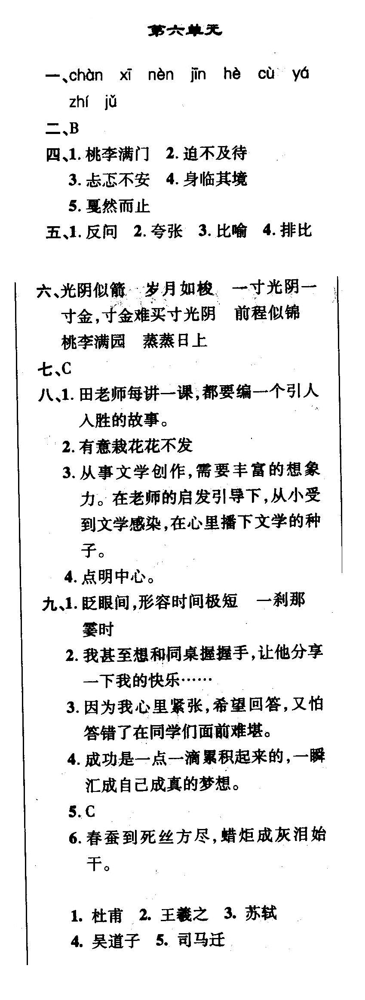 第六单元
一、chàn xī nèn jīn hè cù yá
zhí jǔ
二、B
四、1. 桃李满门 2. 迫不及待
3. 忐忑不安 4. 身临其境
5. 戛然而止
五、1. 反问 2. 夸张 3. 比喻 4. 排比
六、光阴似箭 岁月如梭 一寸光阴一
寸金,寸金难买寸光阴 前程似锦
桃李满园 蒸蒸日上
七、C
八、1. 田老师每讲一课,都要编一个引人
入胜的故事。
2. 有意栽花花不发
3. 从事文学创作,需要丰富的想象
力。在老师的启发引导下,从小受
到文学感染,在心里播下文学的种
子。
4. 点明中心。
九、1. 眨眼间,形容时间极短 一刹那
霎时
2. 我甚至想和同桌握握手,让他分享
一下我的快乐……
3. 因为我心里紧张,希望回答,又怕
答错了在同学们面前难堪。
4. 成功是一点一滴累积起来的,一瞬
汇成自己成真的梦想。
5. C
6. 春蚕到死丝方尽,蜡炬成灰泪始
干。
1. 杜甫 2. 王羲之 3. 苏轼
4. 吴道子 5. 司马迁